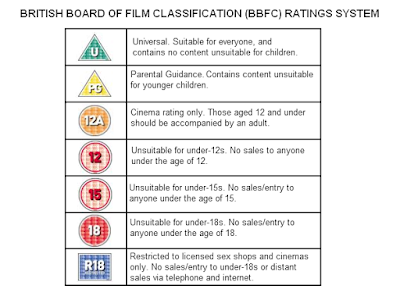 BRITISH BOARD OF FILM CLASSIFICATION (BBFC) RATINGS SYSTEM
U
Universal. Suitable for everyone, and
contains no content unsuitable for children.
PG
Parental Guidance. Contains content unsuitable
for younger children.
12A
Cinema rating only. Those aged 12 and under
should be accompanied by an adult.
12
Unsuitable for under-12s. No sales to anyone
under the age of 12.
15
Unsuitable for under-15s. No sales/entry to
anyone under the age of 15.
18
Unsuitable for under-18s. No sales/entry to
anyone under the age of 18.
R18
Restricted to licensed sex shops and cinemas
only. No sales/entry to under-18s or distant
sales via telephone and internet.